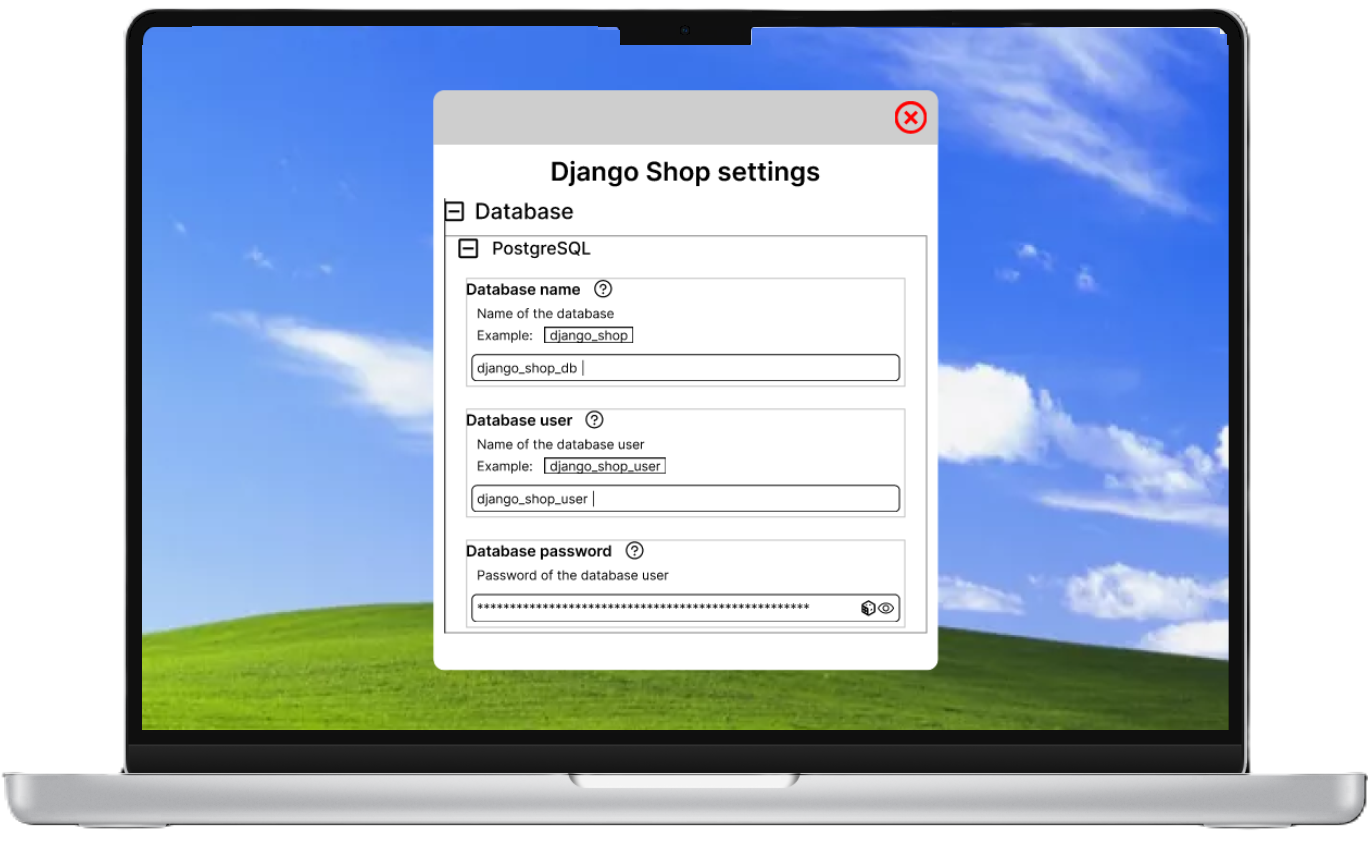 Django Shop settings
Database
PostgreSQL
Database name
Name of the database
Example: django_shop
django_shop_db
Database user
Name of the database user
Example: django_shop_user
django_shop_user
Database password
Password of the database user
***************************************************